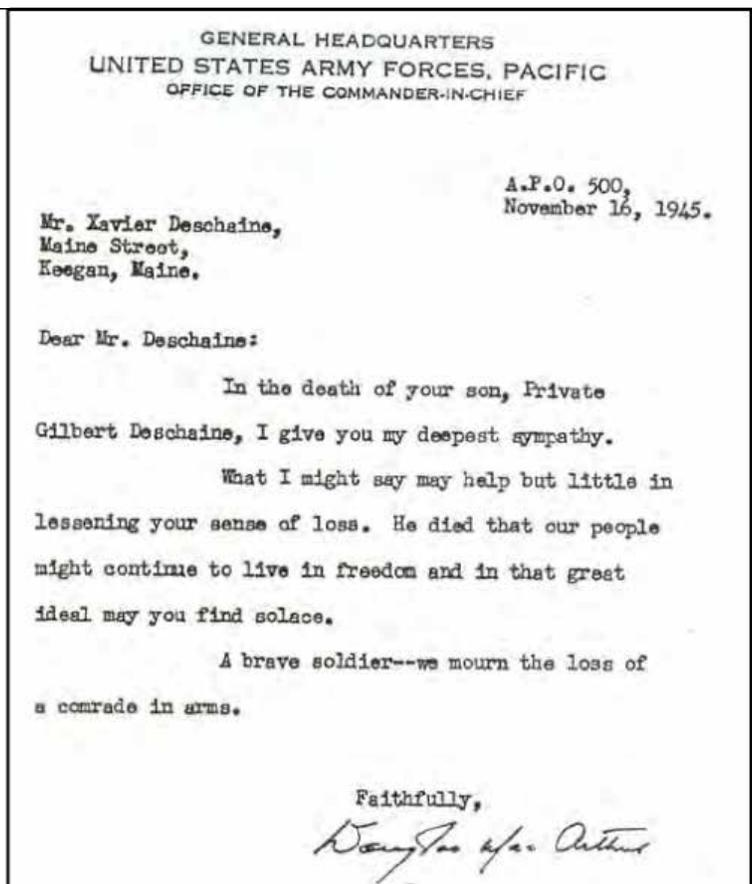 GENERAL HEADQUARTERS
UNITED STATES ARMY FORCES, PACIFIC
OFFICE OF THE COMMANDER-IN-CHIEF
A.P.O. 500,
November 16, 1945.
Mr. Xavier Deschaine,
Maine Street,
Keegan, Maine.
Dear Mr. Deschaine:
In the death of your son, Private
Gilbert Deschaine, I give you my deepest sympathy.
What I might say may help but little in
lessening your sense of loss. He died that our people
might continue to live in freedom and in that great
ideal may you find solace.
A brave soldier--we mourn the loss of
a comrade in arms.
Faithfully,
Douglas MacArthur